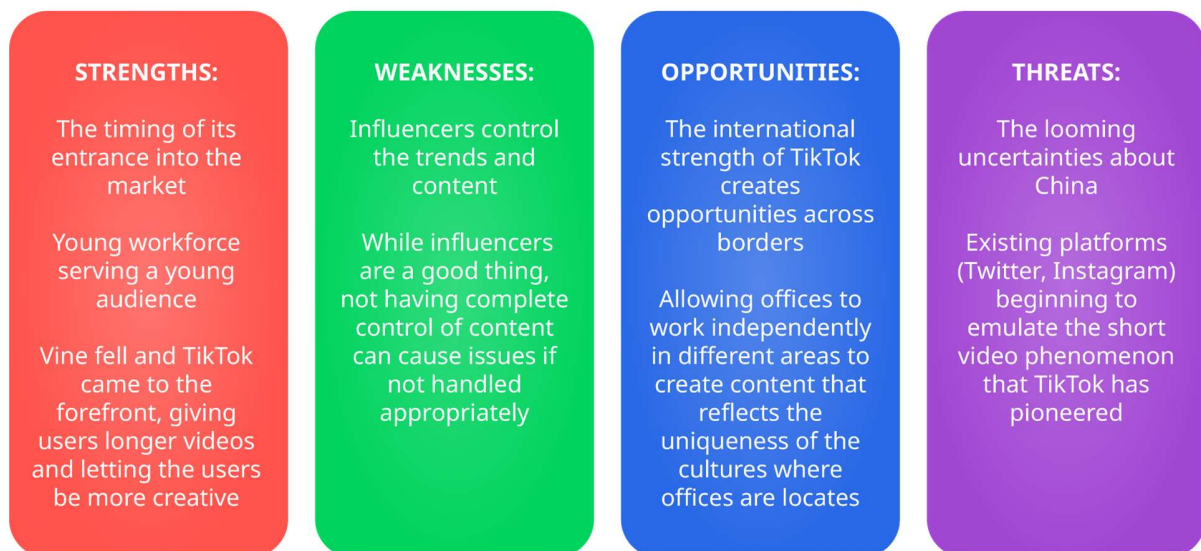 STRENGTHS:
The timing of its
entrance into the
market
Young workforce
serving a young
audience
Vine fell and TikTok
came to the
forefront, giving
users longer videos
and letting the users
be more creative
WEAKNESSES:
Influencers control
the trends and
content
While influencers
are a good thing,
not having complete
control of content
can cause issues if
not handled
appropriately
OPPORTUNITIES:
The international
strength of TikTok
creates
opportunities across
borders
Allowing offices to
work independently
in different areas to
create content that
reflects the
uniqueness of the
cultures where
offices are locates
THREATS:
The looming
uncertainties about
China
Existing platforms
(Twitter, Instagram)
beginning to
emulate the short
video phenomenon
that TikTok has
pioneered